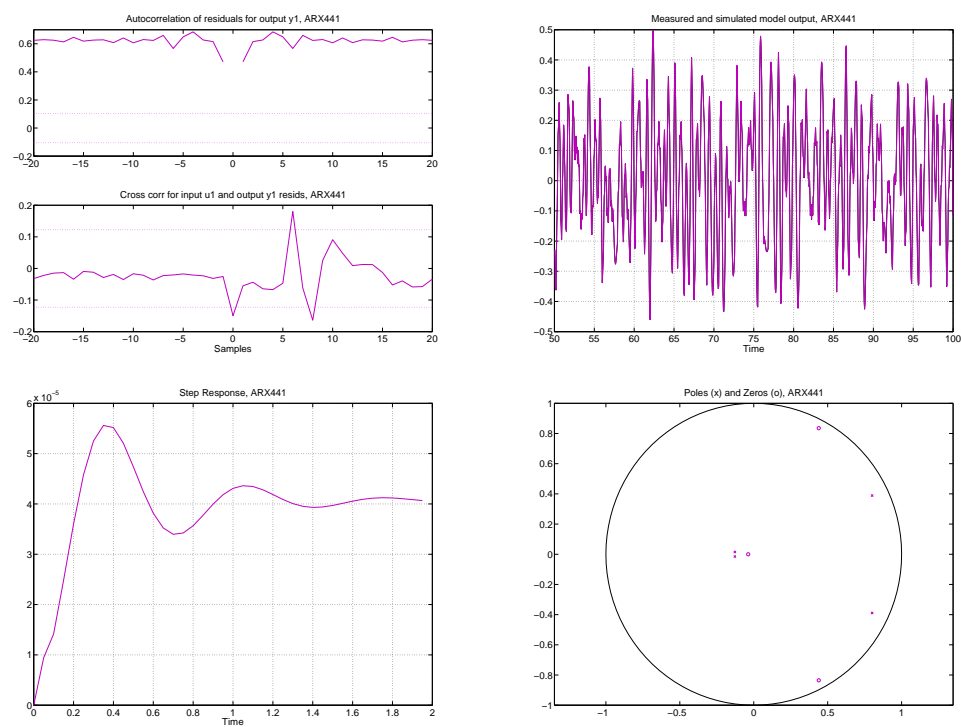 Autocorrelation of residuals for output y1, ARX441
0.6
0.4
0.2
0
−0.2
−20 −15 −10 −5 0 5 10 15 20
Cross corr for input u1 and output y1 resids, ARX441
0.2
0.1
0
−0.1
−0.2
−20 −15 −10 −5 0 5 10 15 20
Samples
Measured and simulated model output, ARX441
0.5
0.4
0.3
0.2
0.1
0
−0.1
−0.2
−0.3
−0.4
−0.5
50 55 60 65 70 75 80 85 90 95 100
Time
Step Response, ARX441
x 10⁻⁵
6
5
4
3
2
1
0
0 0.2 0.4 0.6 0.8 1 1.2 1.4 1.6 1.8 2
Time
Poles (x) and Zeros (o), ARX441
1
0.8
0.6
0.4
0.2
0
−0.2
−0.4
−0.6
−0.8
−1
−1 −0.5 0 0.5 1